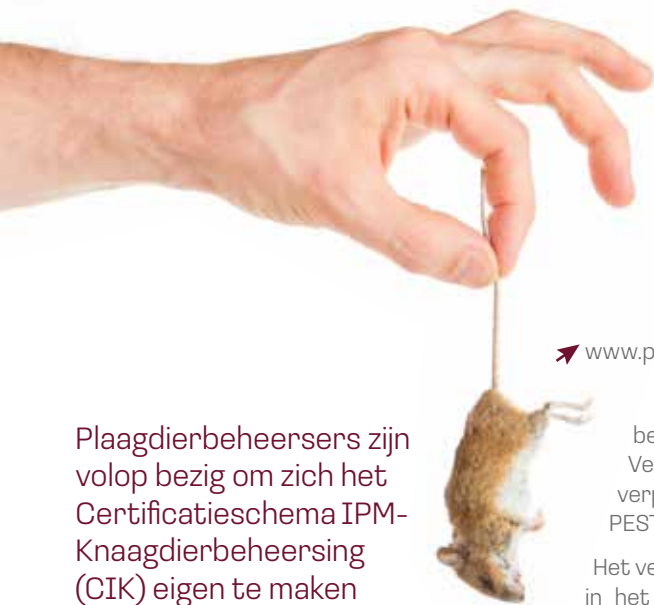 www.p
Plaagdierbeheersers zijn
volop bezig om zich het
Certificatieschema IPM-
Knaagdierbeheersing
(CIK) eigen te maken
be
Ve
verp
PEST
Het ve
in het